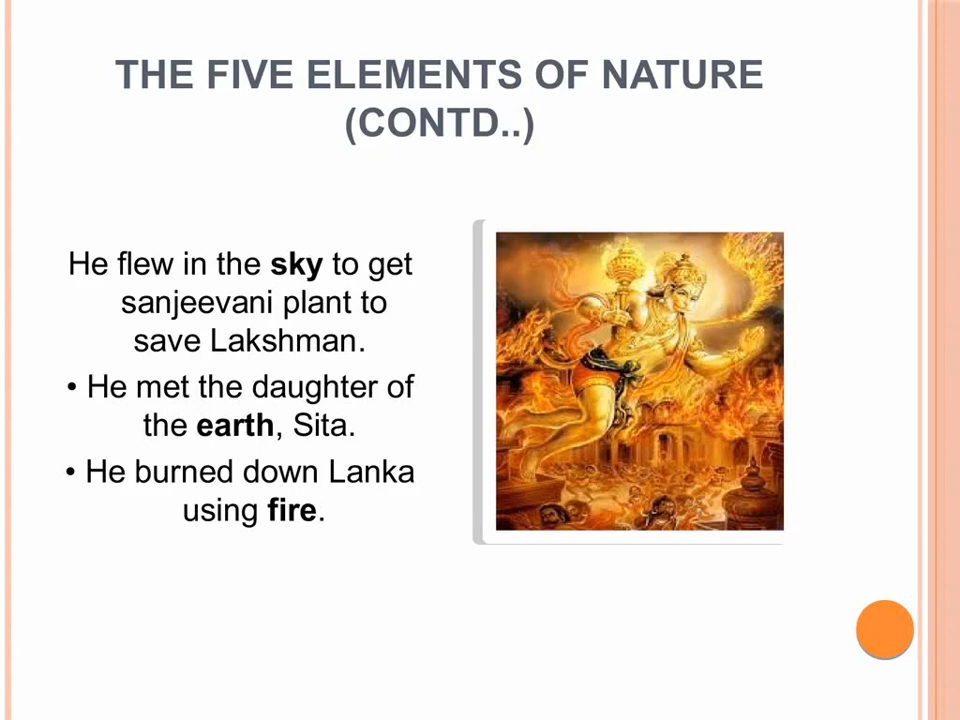 THE FIVE ELEMENTS OF NATURE
(CONTD..)
He flew in the sky to get
sanjeevani plant to
save Lakshman.
• He met the daughter of
the earth, Sita.
• He burned down Lanka
using fire.